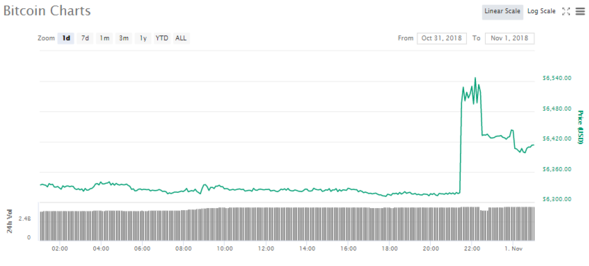 Bitcoin Charts
Linear Scale Log Scale
Zoom 1d 7d 1m 3m 1y YTD ALL
From Oct 31, 2018 To Nov 1, 2018
$6,540.00
$6,480.00
$6,420.00
$6,360.00
$6,300.00
Price (USD)
24h Vol
2.4B
0
02:00 04:00 06:00 08:00 10:00 12:00 14:00 16:00 18:00 20:00 22:00 1. Nov